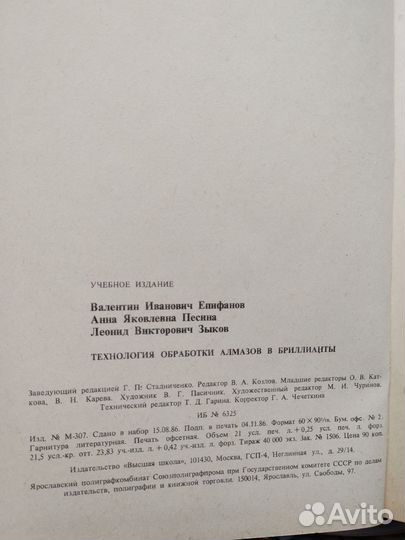 УЧЕБНОЕ ИЗДАНИЕ
Валентин Иванович Епифанов
Анна Яковлевна Песина
Леонид Викторович Зыков
ТЕХНОЛОГИЯ ОБРАБОТКИ АЛМАЗОВ В БРИЛЛИАНТЫ
Заведующий редакцией Г. П. Стадниченко. Редактор В. А. Козлов. Младшие редакторы О. В. Кат-
кова, В. Н. Карева. Художник В. Г. Пасичник. Художественный редактор М. И. Чуринов.
Технический редактор Т. Д. Гарина. Корректор Г. А. Чечеткина
ИБ № 6325
Изд. № М-307. Сдано в набор 15.08.86. Подп. в печать 04.11.86. Формат 60×90¹/₁₆. Бум. офс. № 2.
Гарнитура литературная. Печать офсетная. Объем 21 усл. печ. л. + 0,25 усл. печ. л. форз.
21,5 усл.-кр. отт. 23,83 уч.-изд. л. + 0,42 уч.-изд. л. форз. Тираж 40 000 экз. Зак. № 1506. Цена 90 коп.
Издательство «Высшая школа», 101430, Москва, ГСП-4, Неглинная ул., д. 29/14.
Ярославский полиграфкомбинат Союзполиграфпрома при Государственном комитете СССР по делам
издательств, полиграфии и книжной торговли. 150014, Ярославль, ул. Свободы, 97.
Avito